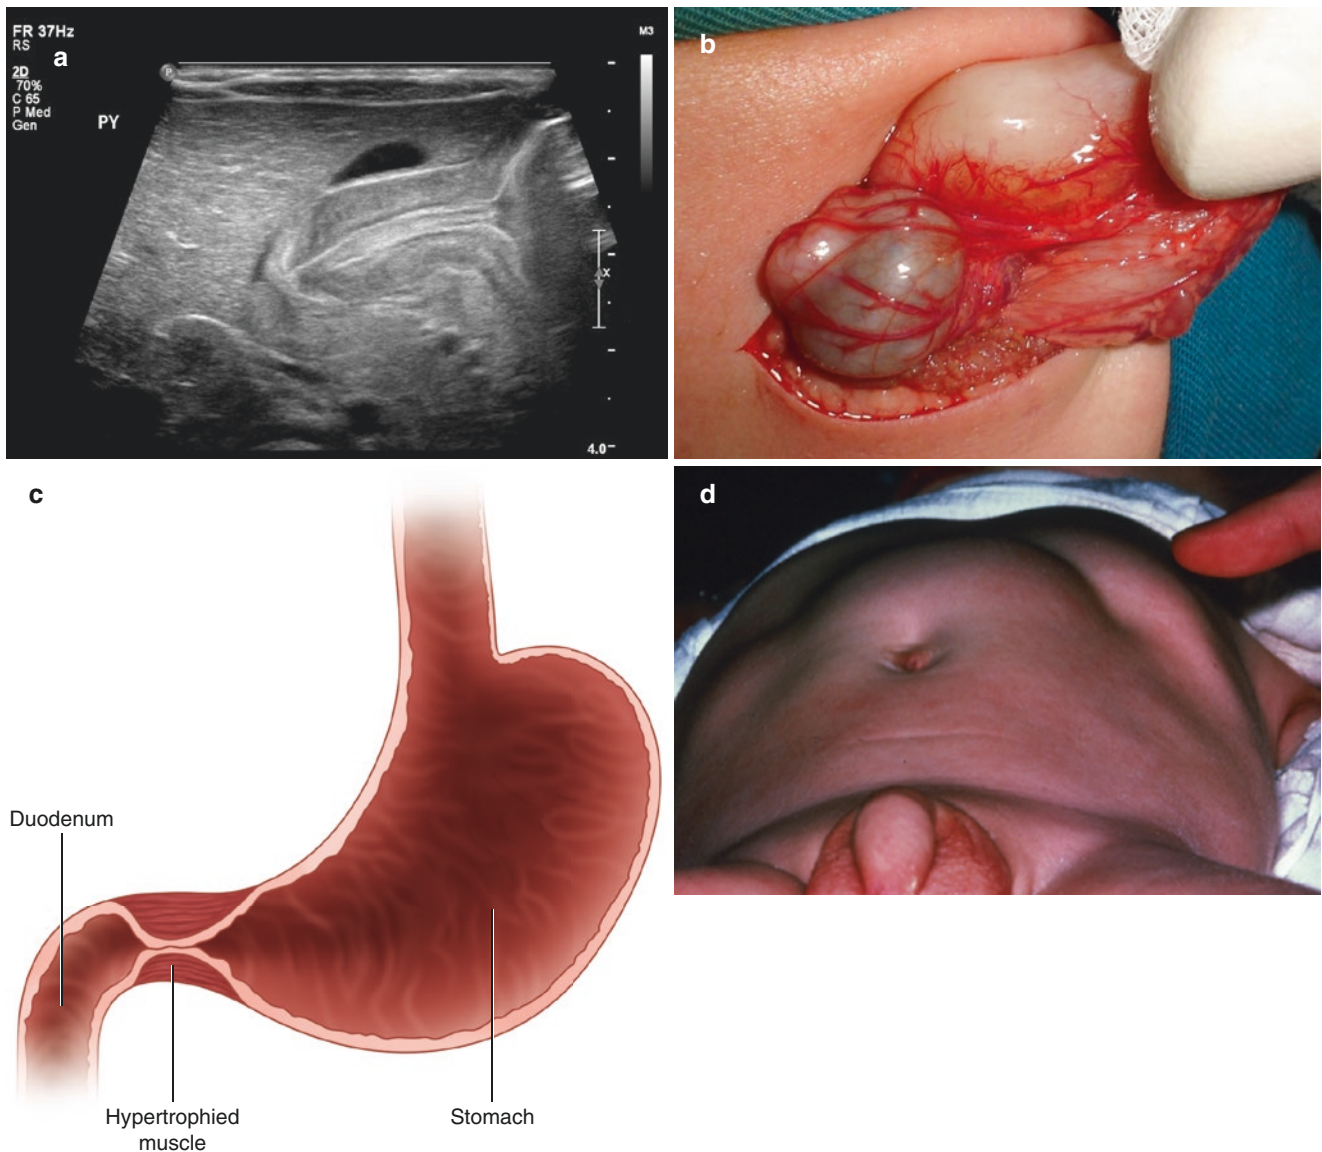 FR 37Hz
RS
a
2D
70%
C 65
P Med
Gen
PY
P
M3
x
4.0
b
c
d
Duodenum
Hypertrophied
muscle
Stomach